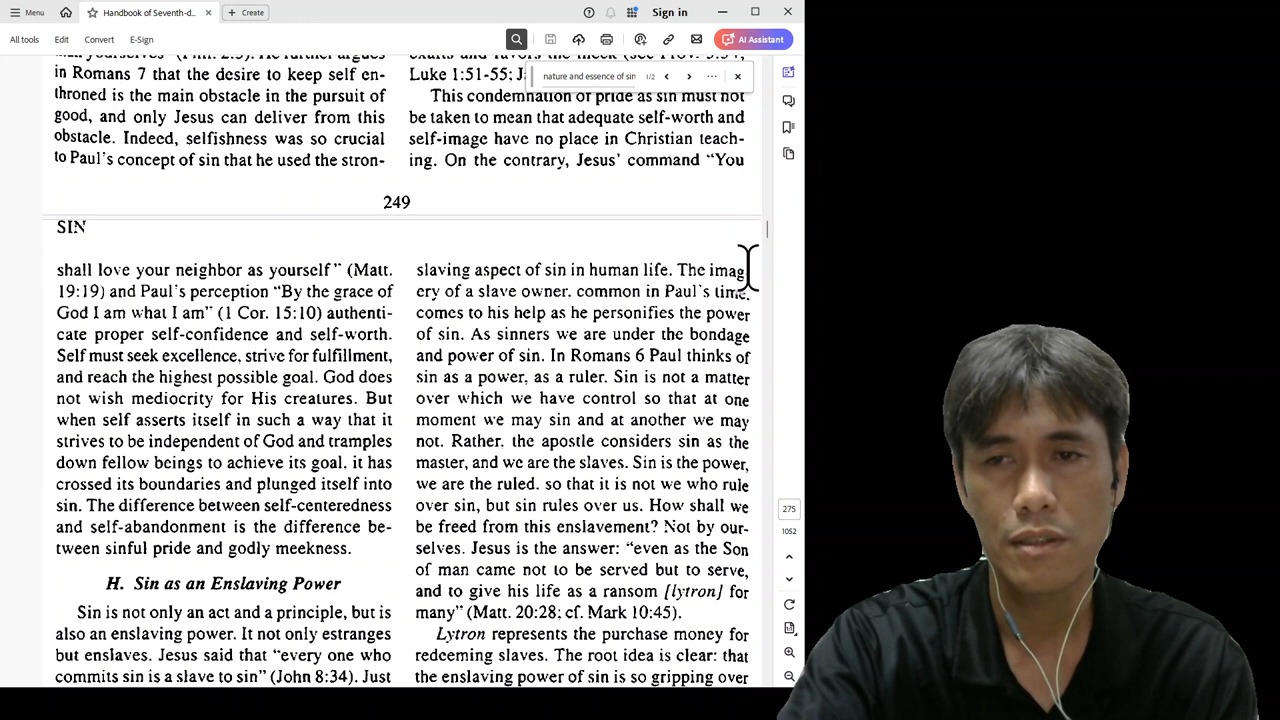 Menu
Handbook of Seventh-d...
Create
Sign in
All tools
Edit
Convert
E-Sign
AI Assistant
nature and essence of sin
1/2
in Romans 7 that the desire to keep self en-
throned is the main obstacle in the pursuit of
good, and only Jesus can deliver from this
obstacle. Indeed, selfishness was so crucial
to Paul's concept of sin that he used the stron-
Luke 1:51-55; J
This condemnation of pride as sin must not
be taken to mean that adequate self-worth and
self-image have no place in Christian teach-
ing. On the contrary, Jesus' command "You
249
SIN
shall love your neighbor as yourself" (Matt.
19:19) and Paul's perception "By the grace of
God I am what I am" (1 Cor. 15:10) authenti-
cate proper self-confidence and self-worth.
Self must seek excellence, strive for fulfillment,
and reach the highest possible goal. God does
not wish mediocrity for His creatures. But
when self asserts itself in such a way that it
strives to be independent of God and tramples
down fellow beings to achieve its goal, it has
crossed its boundaries and plunged itself into
sin. The difference between self-centeredness
and self-abandonment is the difference be-
tween sinful pride and godly meekness.
H. Sin as an Enslaving Power
Sin is not only an act and a principle, but is
also an enslaving power. It not only estranges
but enslaves. Jesus said that "every one who
commits sin is a slave to sin" (John 8:34). Just
slaving aspect of sin in human life. The imag
ery of a slave owner, common in Paul's time,
comes to his help as he personifies the power
of sin. As sinners we are under the bondage
and power of sin. In Romans 6 Paul thinks of
sin as a power, as a ruler. Sin is not a matter
over which we have control so that at one
moment we may sin and at another we may
not. Rather, the apostle considers sin as the
master, and we are the slaves. Sin is the power,
we are the ruled, so that it is not we who rule
over sin, but sin rules over us. How shall we
be freed from this enslavement? Not by our-
selves. Jesus is the answer: "even as the Son
of man came not to be served but to serve,
and to give his life as a ransom [lytron] for
many" (Matt. 20:28; cf. Mark 10:45).
Lytron represents the purchase money for
redeeming slaves. The root idea is clear: that
the enslaving power of sin is so gripping over
275
1052